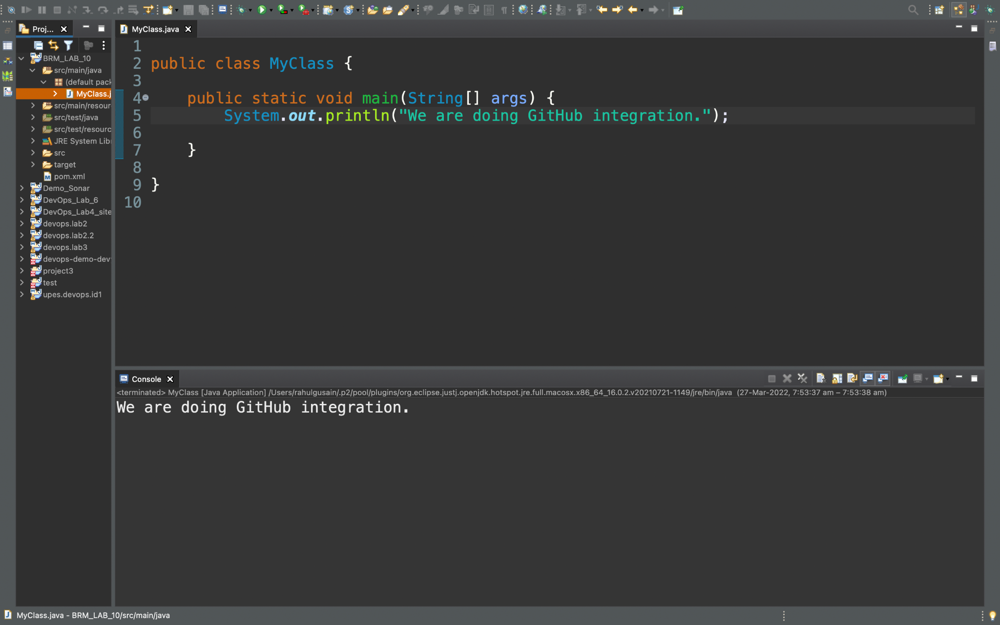 Proj...
MyClass.java
BRM_LAB_10
src/main/java
(default pack
MyClass.j
src/main/resour
src/test/java
src/test/resourc
JRE System Libr
src
target
pom.xml
Demo_Sonar
DevOps_Lab_6
DevOps_Lab4_site
devops.lab2
devops.lab2.2
devops.lab3
devops-demo-dev
project3
test
upes.devops.id1
1
2 public class MyClass {
3
4 public static void main(String[] args) {
5 System.out.println("We are doing GitHub integration.");
6
7 }
8
9 }
10
Console
<terminated> MyClass [Java Application] /Users/rahulgusain/.p2/pool/plugins/org.eclipse.justj.openjdk.hotspot.jre.full.macosx.x86_64_16.0.2.v20210721-1149/jre/bin/java (27-Mar-2022, 7:53:37 am – 7:53:38 am)
We are doing GitHub integration.
MyClass.java - BRM_LAB_10/src/main/java